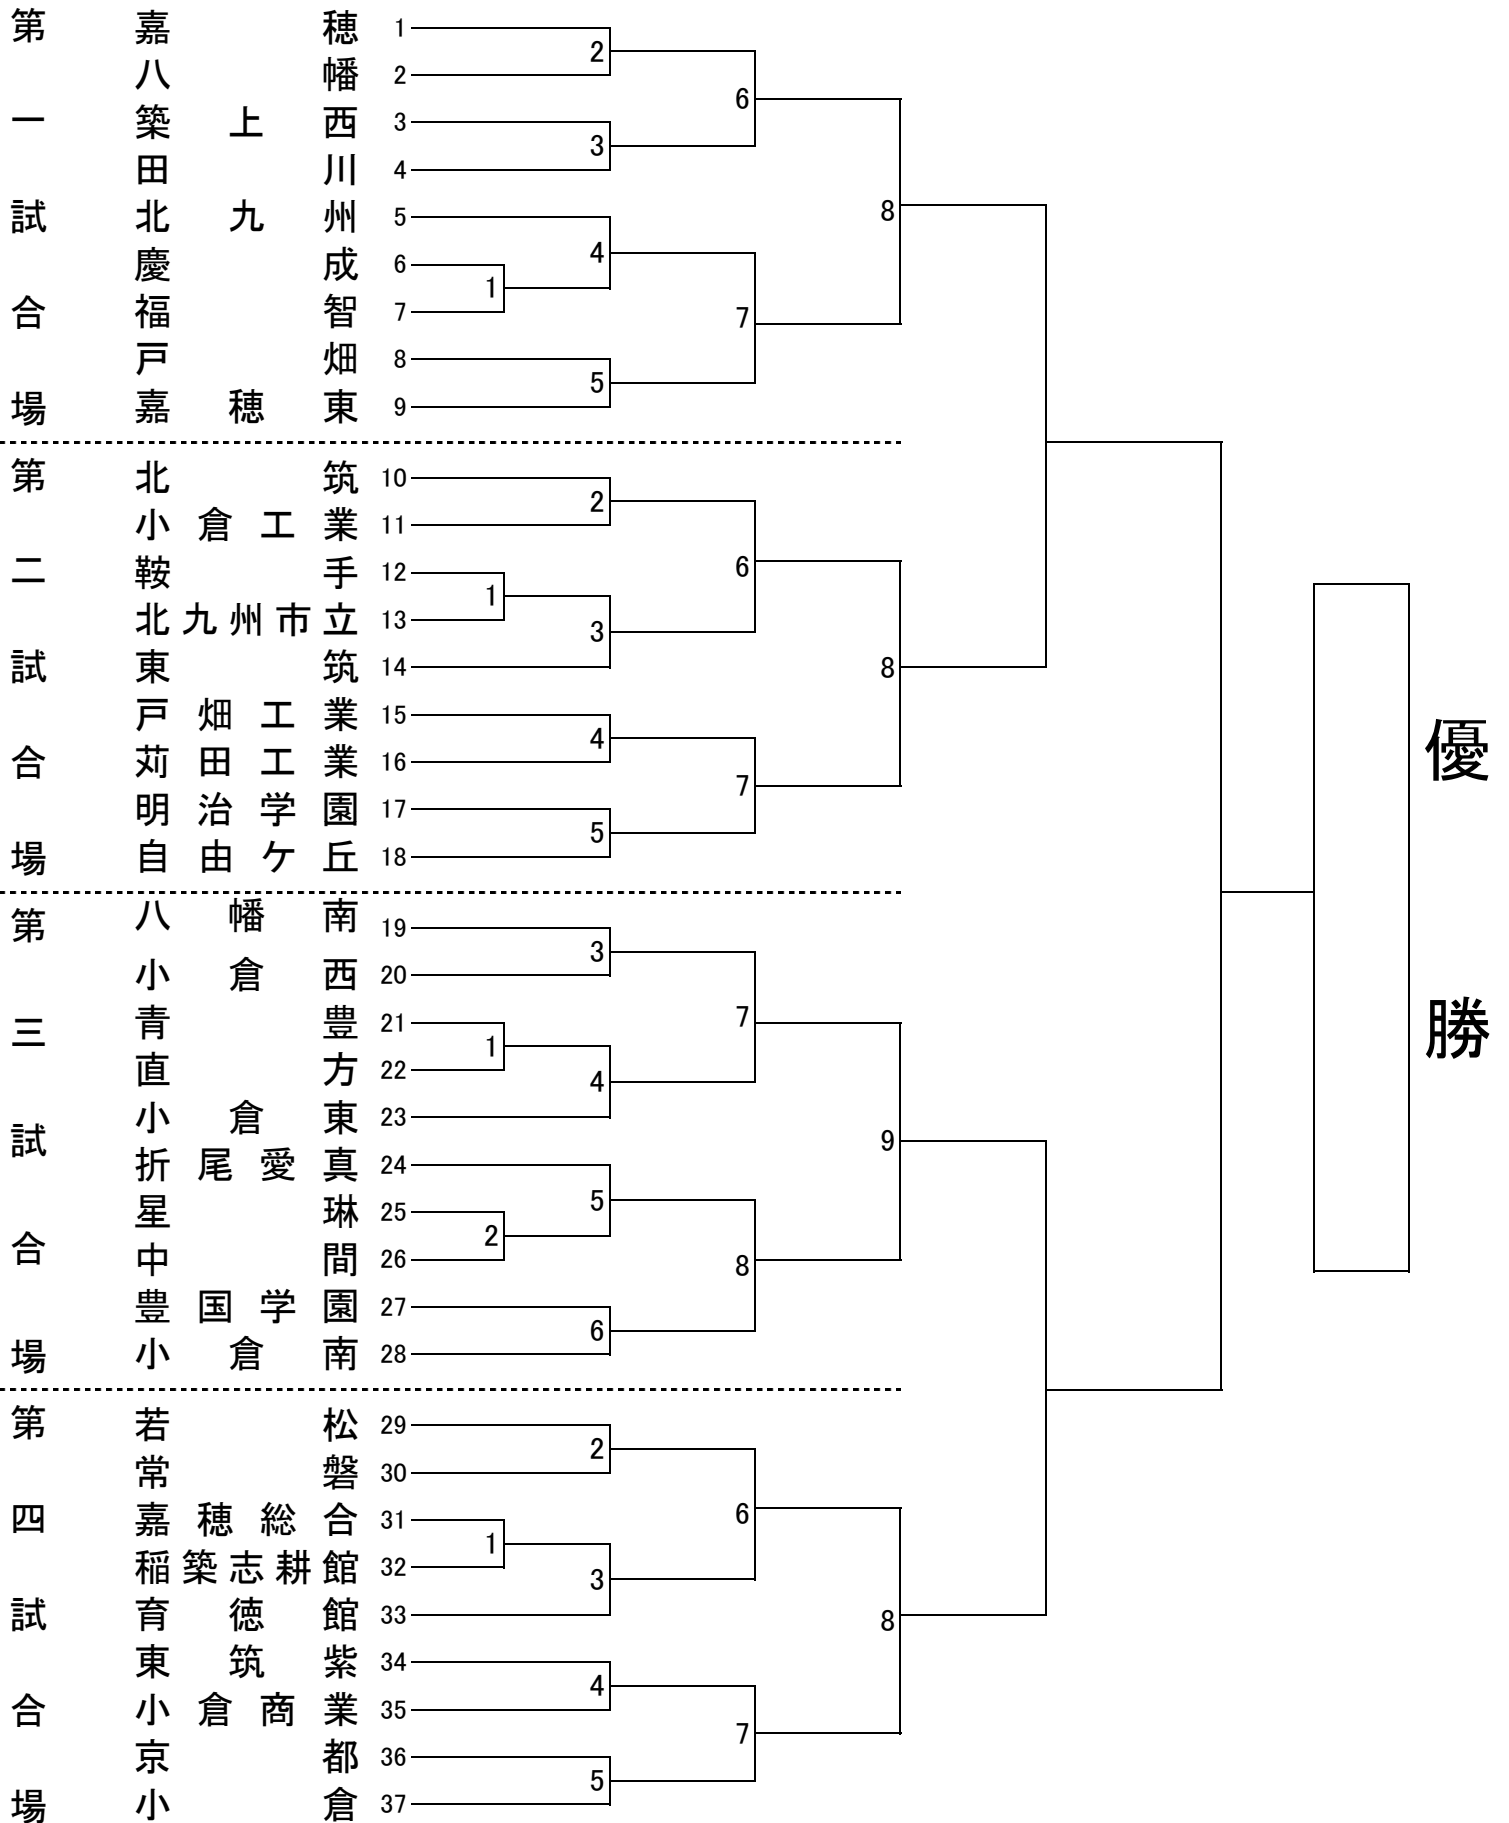 第一試合場
嘉穂 1
八幡 2
築上西 3
田川 4
北九州 5
慶成 6
福智 7
戸畑 8
嘉穂東 9
1
2
3
4
5
6
7
8
第二試合場
北筑 10
小倉工業 11
鞍手 12
北九州市立 13
東筑 14
戸畑工業 15
苅田工業 16
明治学園 17
自由ケ丘 18
1
2
3
4
5
6
7
8
第三試合場
八幡南 19
小倉西 20
青豊 21
直方 22
小倉東 23
折尾愛真 24
星琳 25
中間 26
豊国学園 27
小倉南 28
1
2
3
4
5
6
7
8
9
第四試合場
若松 29
常磐 30
嘉穂総合 31
稲築志耕館 32
育徳館 33
東筑紫 34
小倉商業 35
京都 36
小倉 37
1
2
3
4
5
6
7
8
優勝